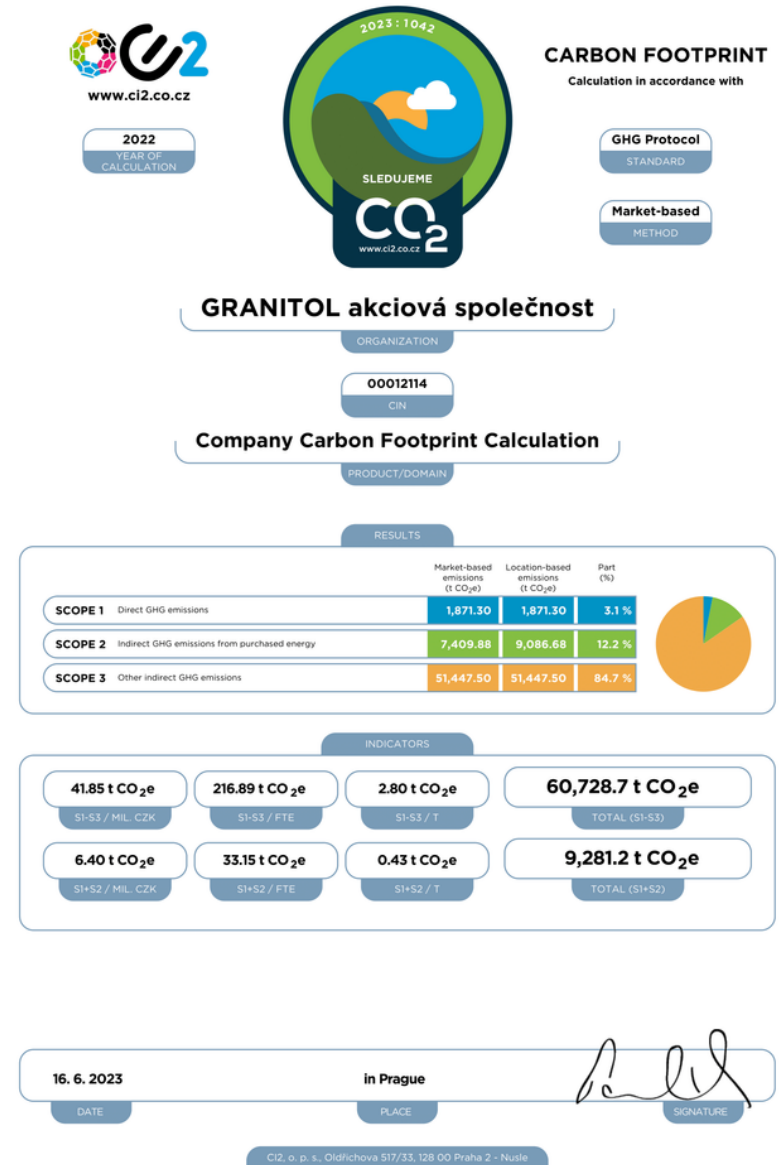 CI2
www.ci2.co.cz
2022
YEAR OF
CALCULATION
2023 : 1042
SLEDUJEME
CO2
www.ci2.co.cz
CARBON FOOTPRINT
Calculation in accordance with
GHG Protocol
STANDARD
Market-based
METHOD
GRANITOL akciová společnost
ORGANIZATION
00012114
CIN
Company Carbon Footprint Calculation
PRODUCT/DOMAIN
RESULTS
Market-based emissions (t CO2e) Location-based emissions (t CO2e) Part (%)
SCOPE 1 Direct GHG emissions 1,871.30 1,871.30 3.1 %
SCOPE 2 Indirect GHG emissions from purchased energy 7,409.88 9,086.68 12.2 %
SCOPE 3 Other indirect GHG emissions 51,447.50 51,447.50 84.7 %
INDICATORS
41.85 t CO2e 216.89 t CO2e 2.80 t CO2e 60,728.7 t CO2e
S1-S3 / MIL. CZK S1-S3 / FTE S1-S3 / T TOTAL (S1-S3)
6.40 t CO2e 33.15 t CO2e 0.43 t CO2e 9,281.2 t CO2e
S1+S2 / MIL. CZK S1+S2 / FTE S1+S2 / T TOTAL (S1+S2)
16. 6. 2023 in Prague
DATE PLACE SIGNATURE
CI2, o. p. s., Oldřichova 517/33, 128 00 Praha 2 - Nusle